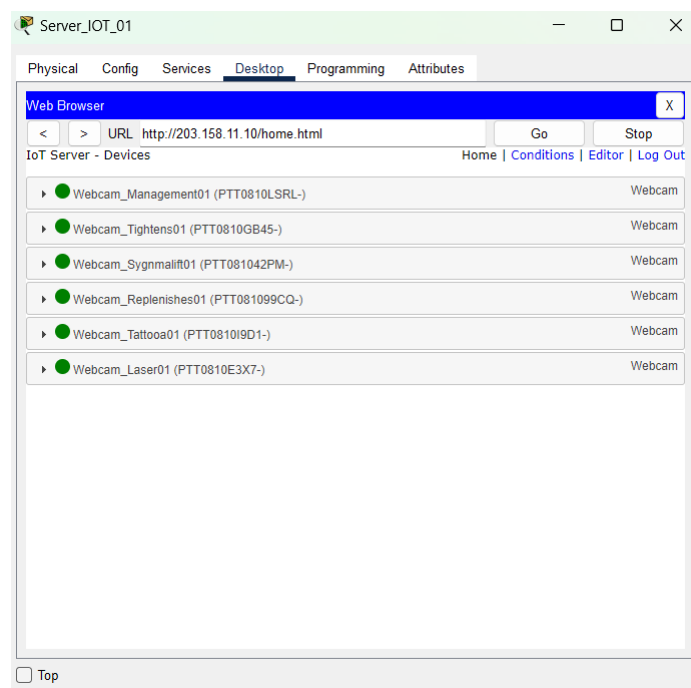 Server_IOT_01
Physical Config Services Desktop Programming Attributes
Web Browser X
< > URL http://203.158.11.10/home.html Go Stop
IoT Server - Devices Home | Conditions | Editor | Log Out
Webcam_Management01 (PTT0810LSRL-) Webcam
Webcam_Tightens01 (PTT0810GB45-) Webcam
Webcam_Sygnmalift01 (PTT081042PM-) Webcam
Webcam_Replenishes01 (PTT081099CQ-) Webcam
Webcam_Tattooa01 (PTT0810I9D1-) Webcam
Webcam_Laser01 (PTT0810E3X7-) Webcam
Top